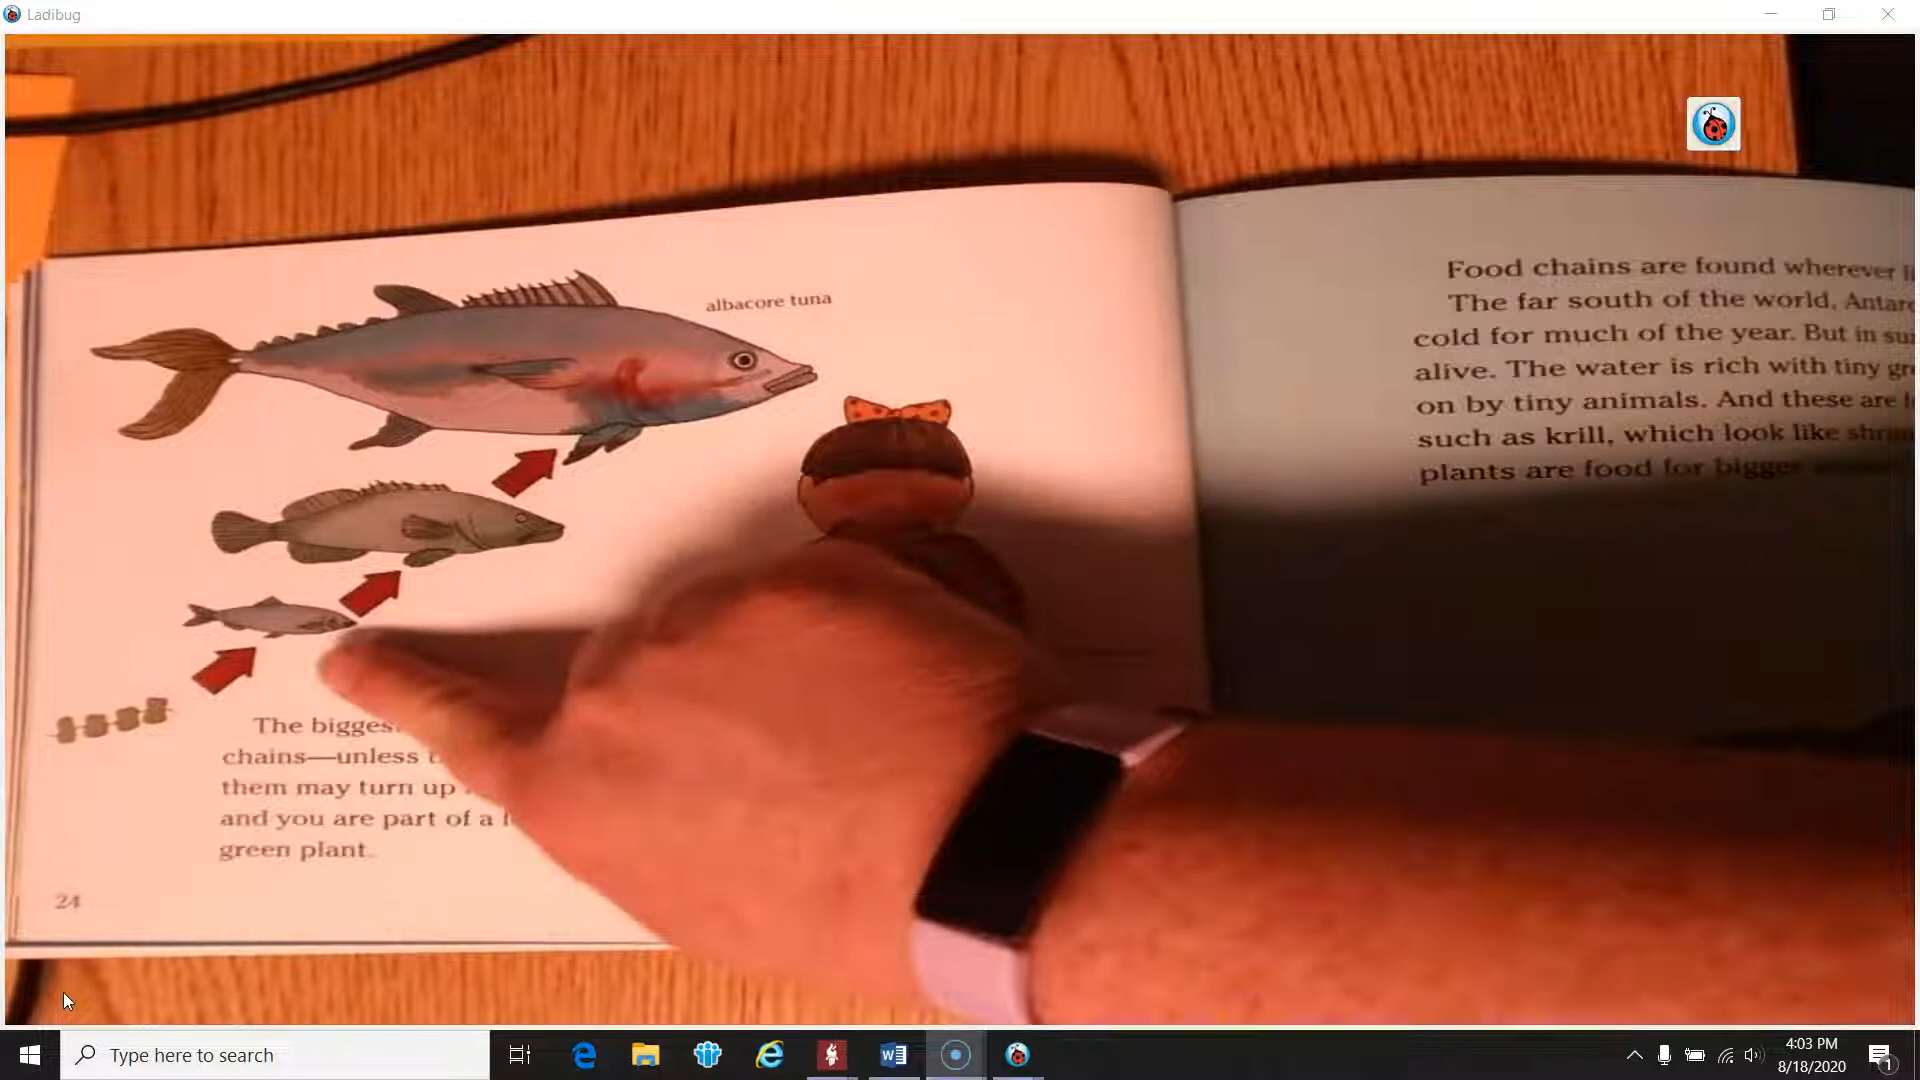 Ladibug
albacore tuna
The
chains—unless
them may turn up
and you are part of a
green plant.
24
Food chains are found wherever
The far south of the world,
cold for much of the year. But in
alive. The water is rich with tiny
on by tiny animals. And these are
such as krill, which look like
plants are food for bigger
Type here to search
4:03 PM
8/18/2020
1